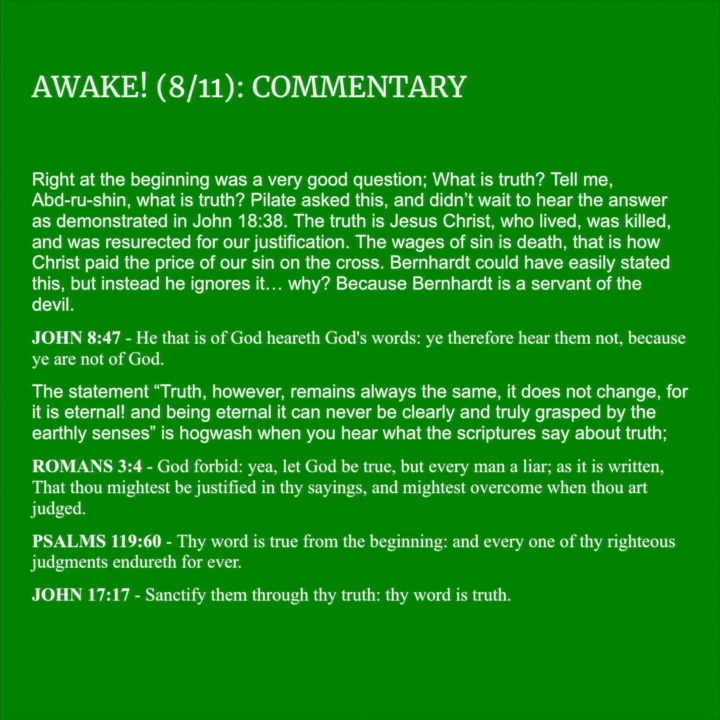 AWAKE! (8/11): COMMENTARY
Right at the beginning was a very good question; What is truth? Tell me,
Abd-ru-shin, what is truth? Pilate asked this, and didn’t wait to hear the answer
as demonstrated in John 18:38. The truth is Jesus Christ, who lived, was killed,
and was resurected for our justification. The wages of sin is death, that is how
Christ paid the price of our sin on the cross. Bernhardt could have easily stated
this, but instead he ignores it… why? Because Bernhardt is a servant of the
devil.
JOHN 8:47 - He that is of God heareth God's words: ye therefore hear them not, because
ye are not of God.
The statement “Truth, however, remains always the same, it does not change, for
it is eternal! and being eternal it can never be clearly and truly grasped by the
earthly senses” is hogwash when you hear what the scriptures say about truth;
ROMANS 3:4 - God forbid: yea, let God be true, but every man a liar; as it is written,
That thou mightest be justified in thy sayings, and mightest overcome when thou art
judged.
PSALMS 119:60 - Thy word is true from the beginning: and every one of thy righteous
judgments endureth for ever.
JOHN 17:17 - Sanctify them through thy truth: thy word is truth.